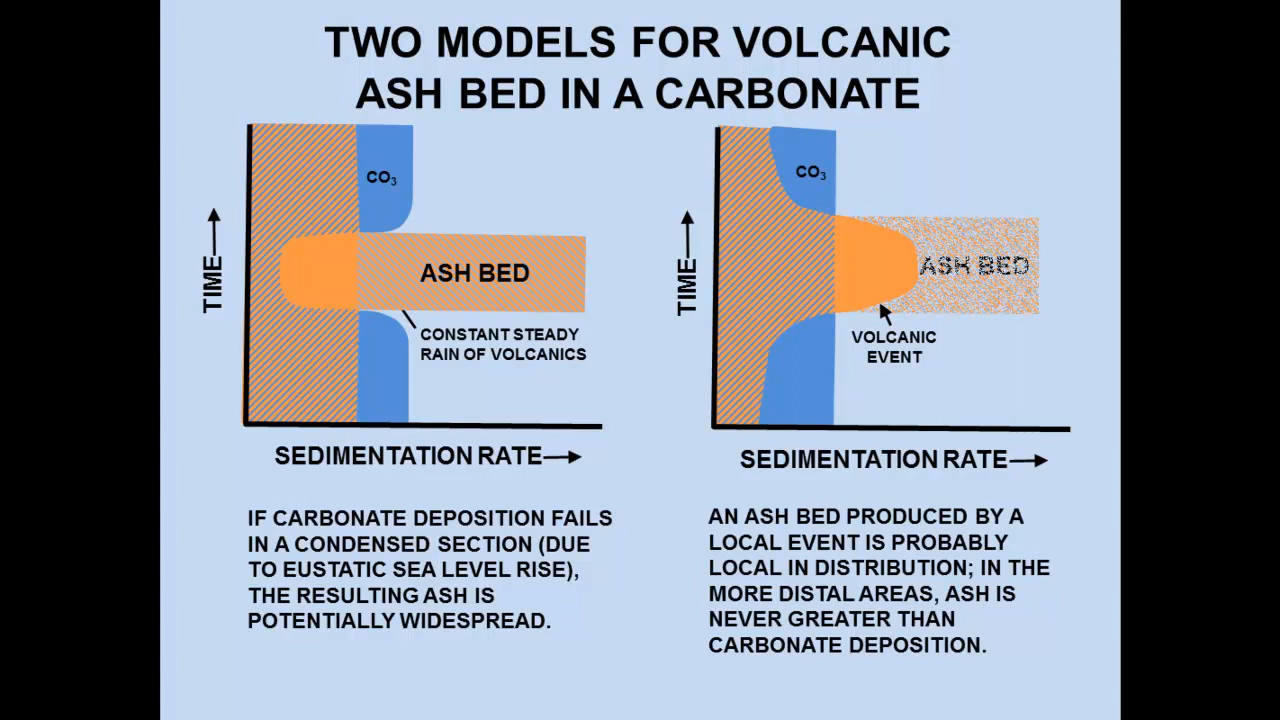 TWO MODELS FOR VOLCANIC
ASH BED IN A CARBONATE
CO₃
TIME
ASH BED
CONSTANT STEADY
RAIN OF VOLCANICS
SEDIMENTATION RATE
IF CARBONATE DEPOSITION FAILS
IN A CONDENSED SECTION (DUE
TO EUSTATIC SEA LEVEL RISE),
THE RESULTING ASH IS
POTENTIALLY WIDESPREAD.
CO₃
TIME
ASH BED
VOLCANIC
EVENT
SEDIMENTATION RATE
AN ASH BED PRODUCED BY A
LOCAL EVENT IS PROBABLY
LOCAL IN DISTRIBUTION; IN THE
MORE DISTAL AREAS, ASH IS
NEVER GREATER THAN
CARBONATE DEPOSITION.